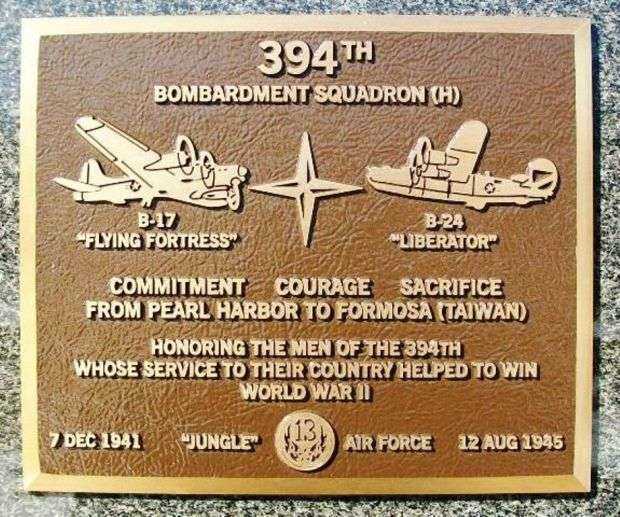 394TH
BOMBARDMENT SQUADRON (H)
B-17 B-24
"FLYING FORTRESS" "LIBERATOR"
COMMITMENT COURAGE SACRIFICE
FROM PEARL HARBOR TO FORMOSA (TAIWAN)
HONORING THE MEN OF THE 394TH
WHOSE SERVICE TO THEIR COUNTRY HELPED TO WIN
WORLD WAR II
7 DEC 1941 "JUNGLE" 13 AIR FORCE 12 AUG 1945